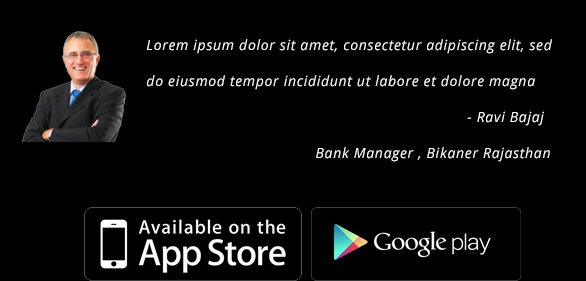 Lorem ipsum dolor sit amet, consectetur adipiscing elit, sed
do eiusmod tempor incididunt ut labore et dolore magna
- Ravi Bajaj
Bank Manager , Bikaner Rajasthan
Available on the
App Store
Google play